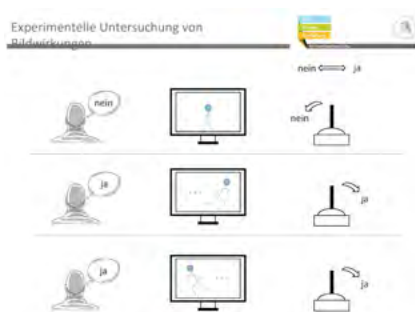 Experimentelle Untersuchung von
Bildwirkungen
nein ja
nein
nein
ja
ja
ja
ja